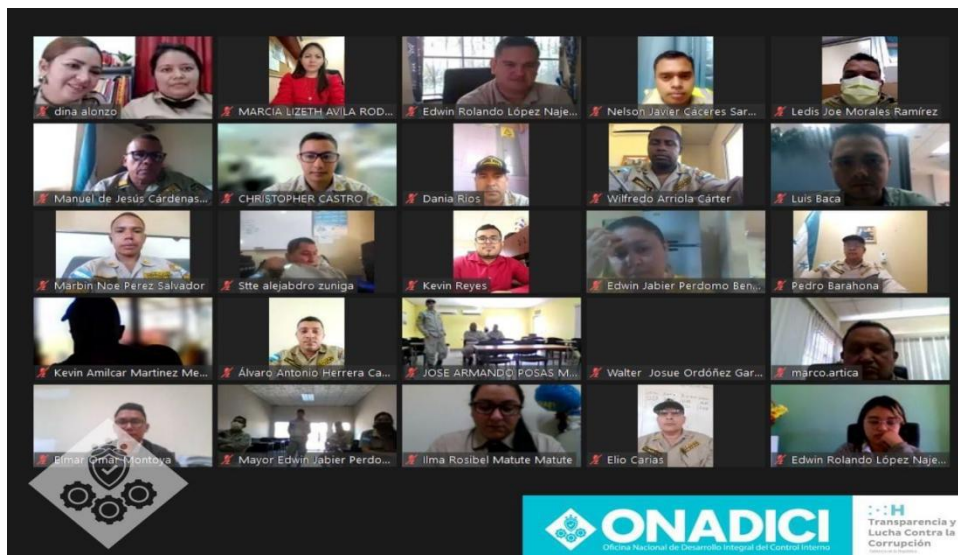 dina alonzo
MARCIA LIZETH AVILA ROD...
Edwin Rolando López Naje...
Nelson Javier Cáceres Sar...
Ledis Joe Morales Ramírez
Manuel de Jesús Cárdenas...
CHRISTOPHER CASTRO
Dania Rios
Wilfredo Arriola Cárter
Luis Baca
Marbin Noe Perez Salvador
Stte alejabdro zuniga
Kevin Reyes
Edwin Jabier Perdomo Ben...
Pedro Barahona
Kevin Amilcar Martinez Me...
Álvaro Antonio Herrera Ca...
JOSE ARMANDO POSAS M...
Walter Josue Ordóñez Gar...
marco.artica
Elmar Omar Montoya
Mayor Edwin Jabier Perdo...
Ilma Rosibel Matute Matute
Elio Carias
Edwin Rolando López Naje...
ONADICI
Oficina Nacional de Desarrollo Integral del Control Interno
H
Transparencia y
Lucha Contra la
Corrupción